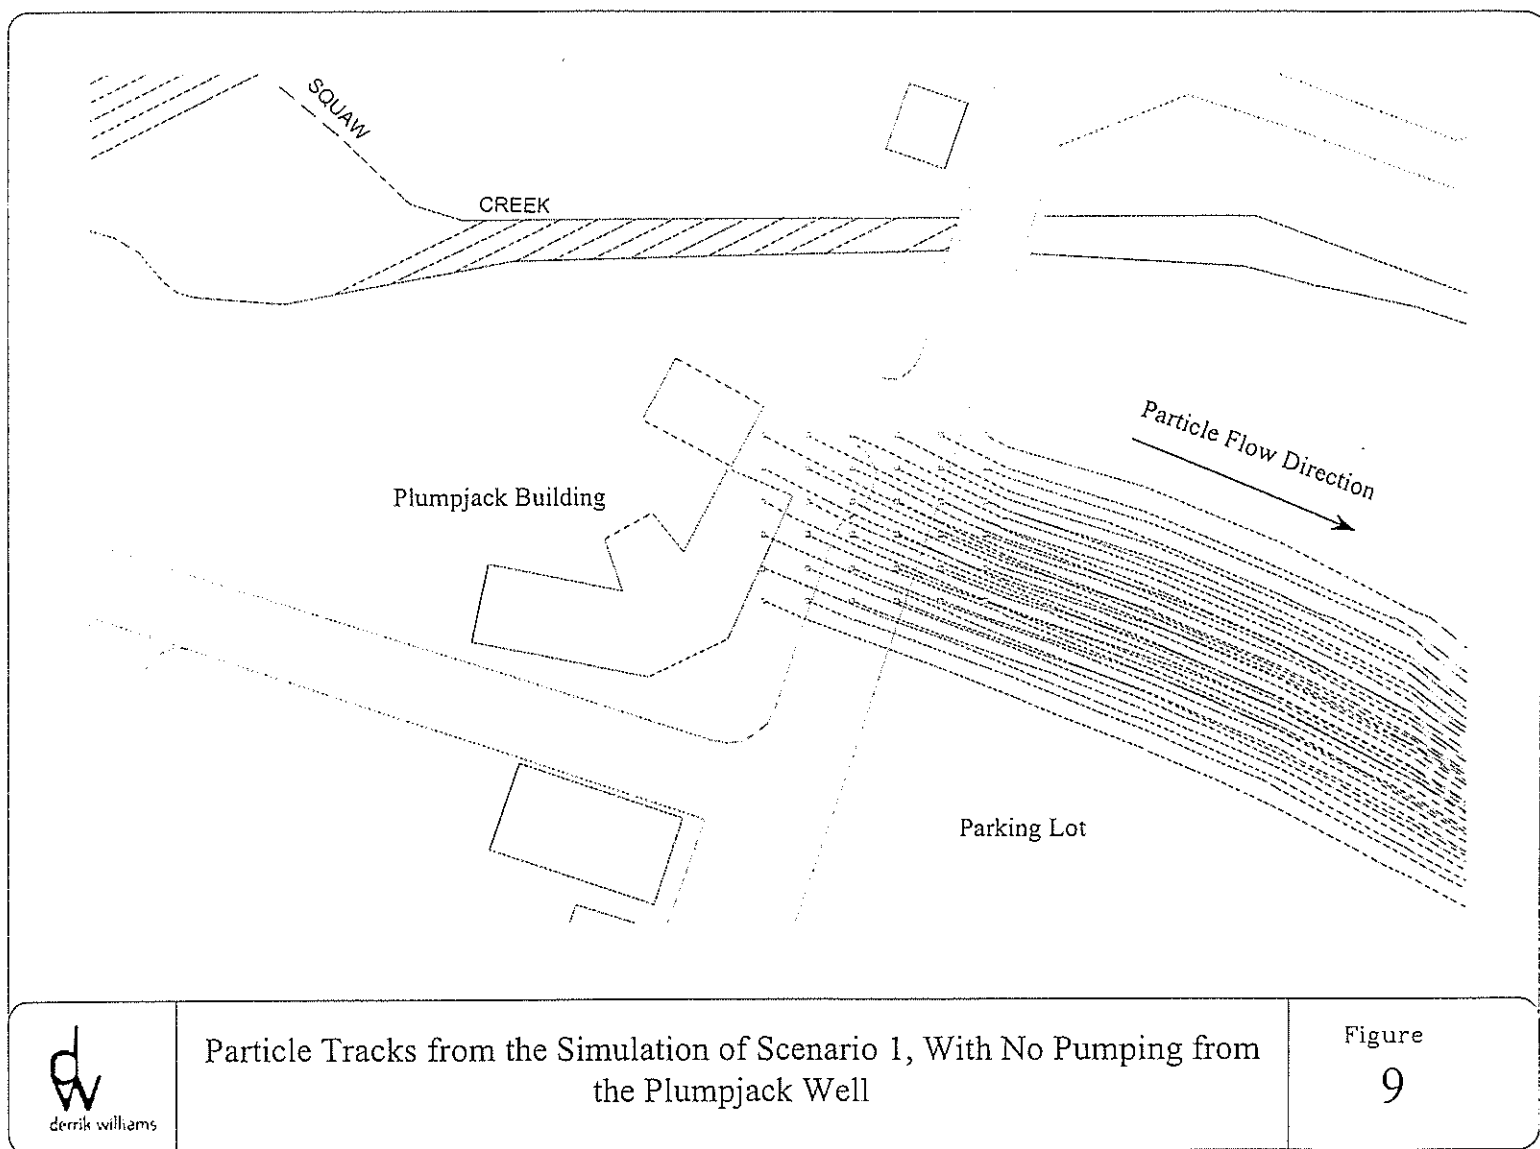 SQUAW
CREEK
Particle Flow Direction
Plumpjack Building
Parking Lot
dw
derrik williams
Particle Tracks from the Simulation of Scenario 1, With No Pumping from
the Plumpjack Well
Figure
9